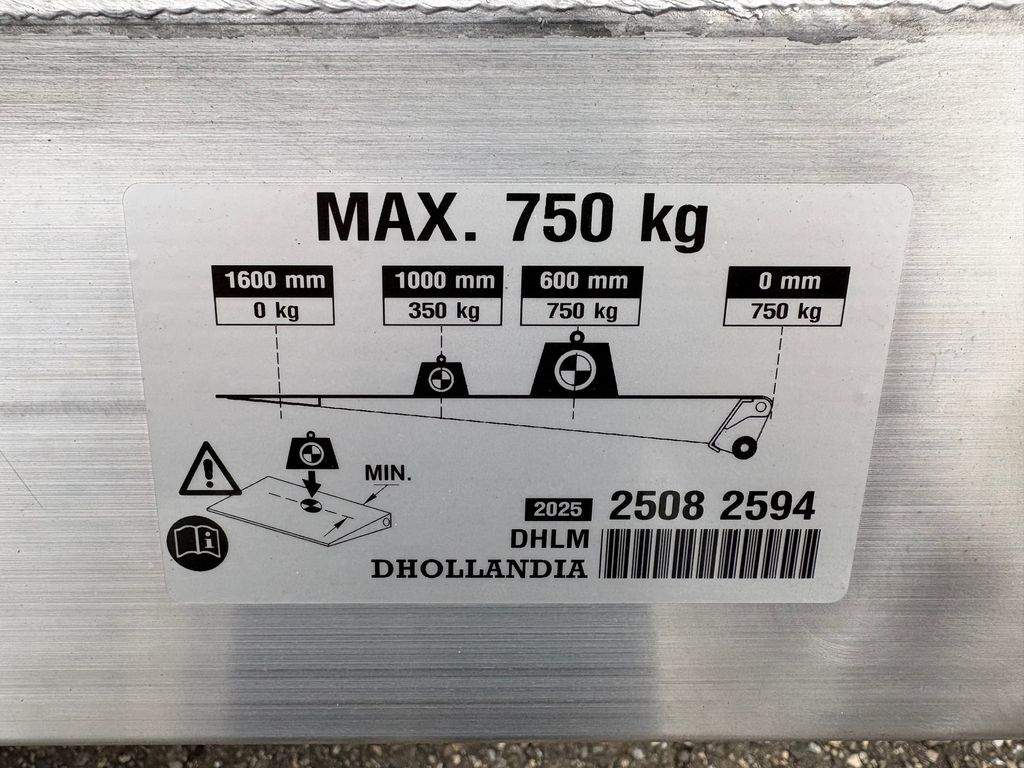 MAX. 750 kg
1600 mm 1000 mm 600 mm 0 mm
0 kg 350 kg 750 kg 750 kg
MIN.
i
2025 2508 2594
DHLM
DHOLLANDIA